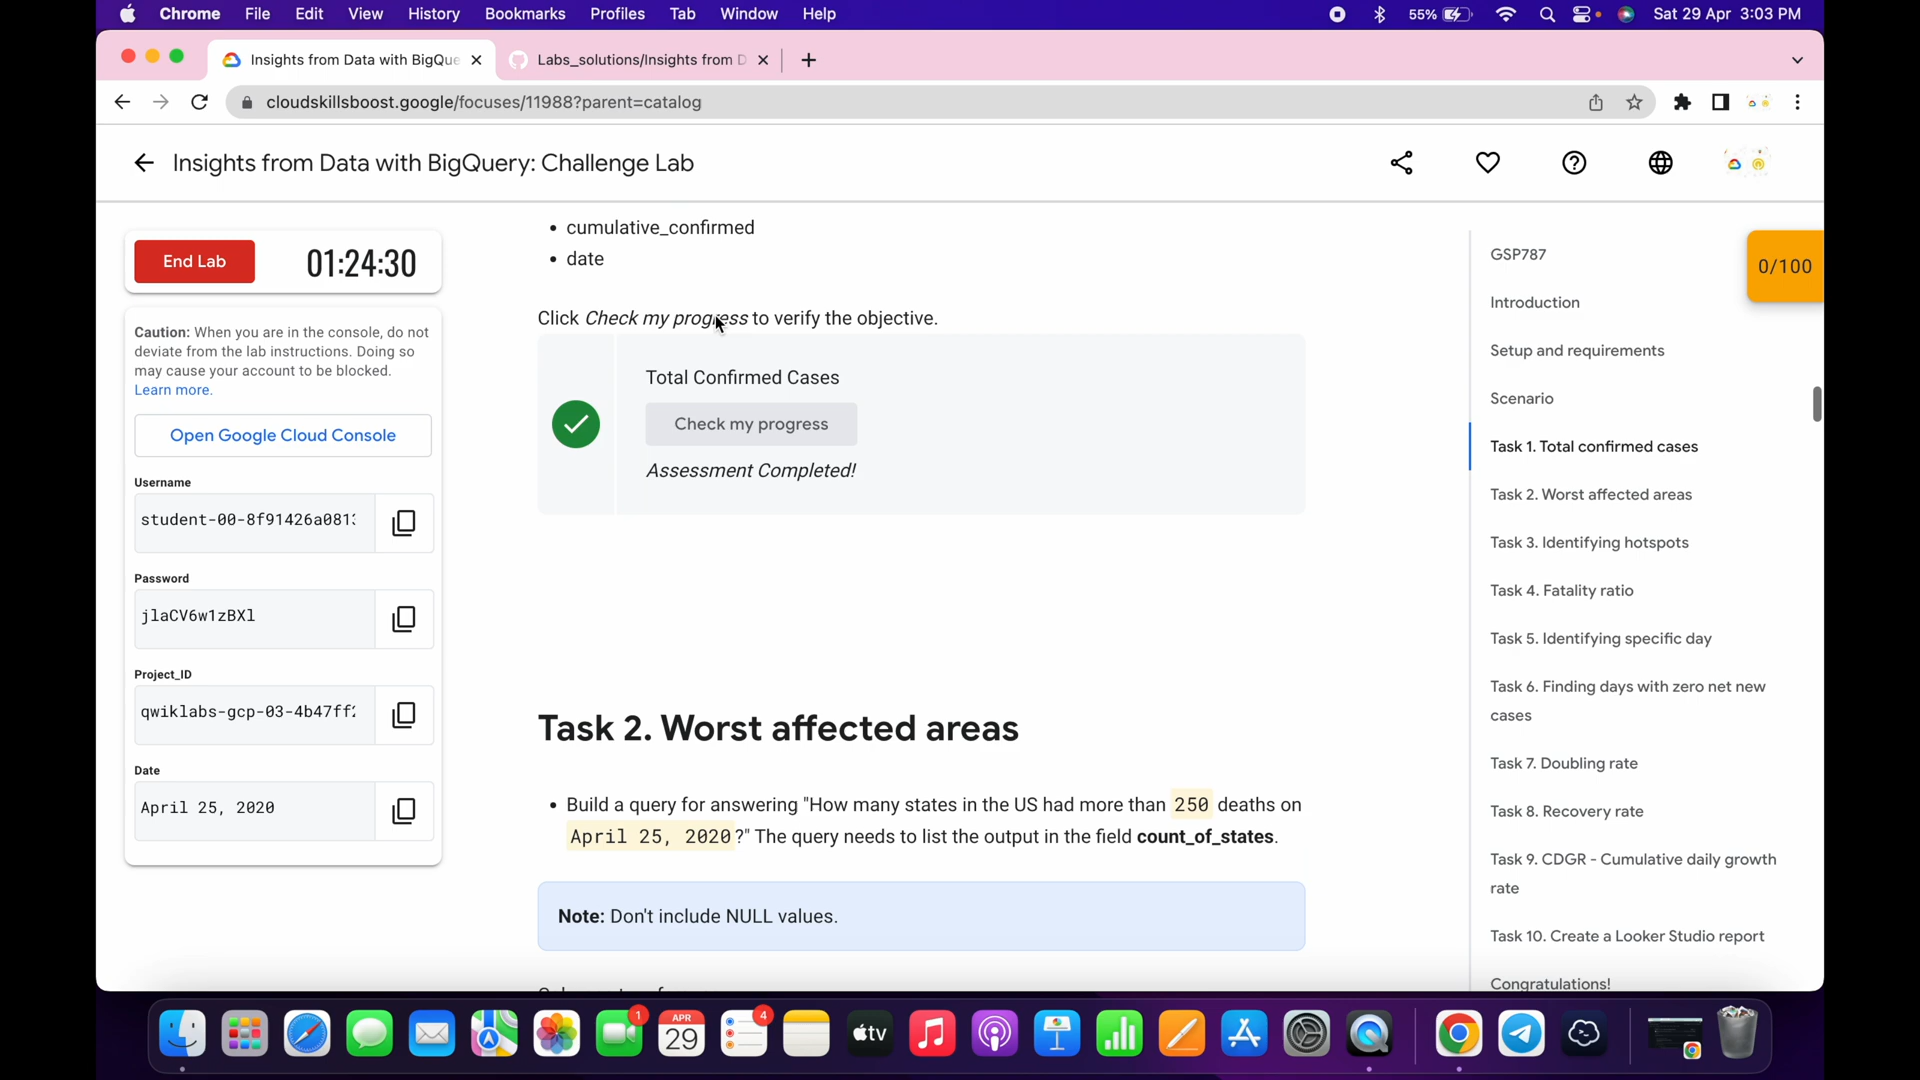 Chrome File Edit View History Bookmarks Profiles Tab Window Help 55% Sat 29 Apr 3:03 PM
Insights from Data with BigQue Labs_solutions/Insights from D
cloudskillsboost.google/focuses/11988?parent=catalog
Insights from Data with BigQuery: Challenge Lab
End Lab 01:24:30
Caution: When you are in the console, do not
deviate from the lab instructions. Doing so
may cause your account to be blocked.
Learn more.
Open Google Cloud Console
Username
student-00-8f91426a081
Password
jlaCV6w1zBXl
Project_ID
qwiklabs-gcp-03-4b47ff
Date
April 25, 2020
• cumulative_confirmed
• date
Click Check my progress to verify the objective.
Total Confirmed Cases
Check my progress
Assessment Completed!
Task 2. Worst affected areas
• Build a query for answering "How many states in the US had more than 250 deaths on
April 25, 2020?" The query needs to list the output in the field count_of_states.
Note: Don't include NULL values.
GSP787
0/100
Introduction
Setup and requirements
Scenario
Task 1. Total confirmed cases
Task 2. Worst affected areas
Task 3. Identifying hotspots
Task 4. Fatality ratio
Task 5. Identifying specific day
Task 6. Finding days with zero net new
cases
Task 7. Doubling rate
Task 8. Recovery rate
Task 9. CDGR - Cumulative daily growth
rate
Task 10. Create a Looker Studio report
Congratulations!
1 APR 29 4 tv